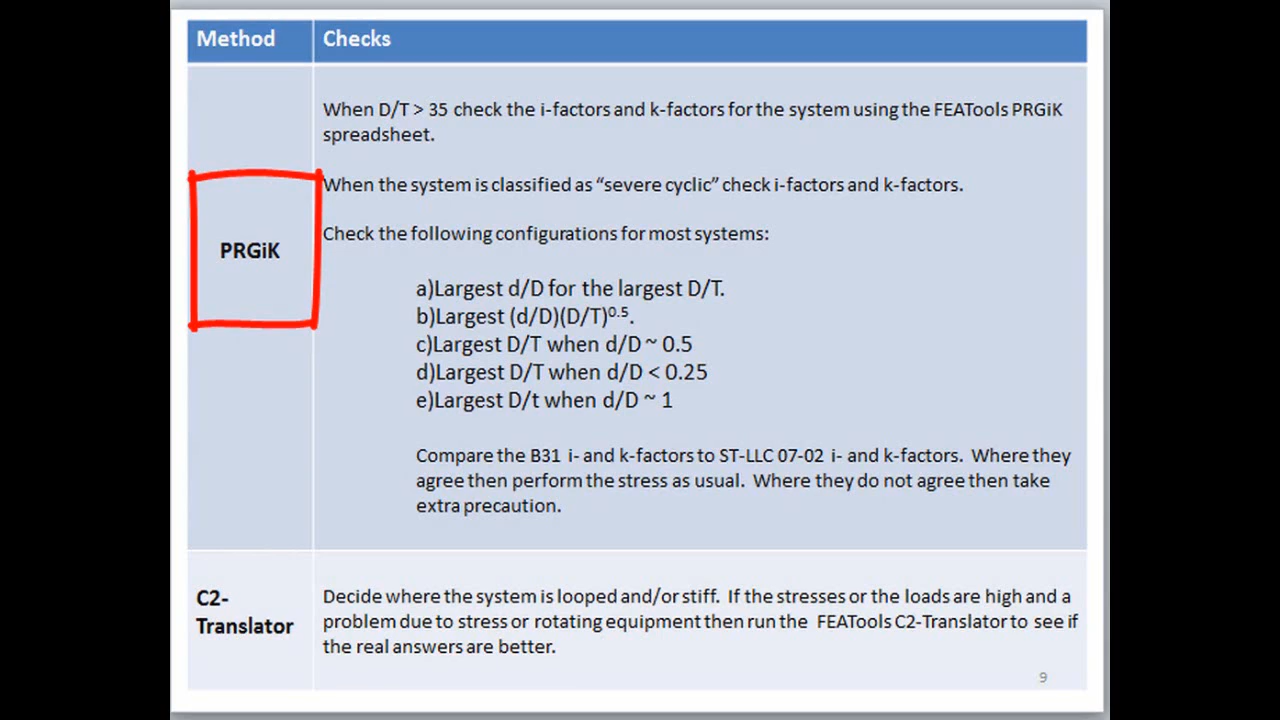 Method Checks
When D/T > 35 check the i-factors and k-factors for the system using the FEATools PRGiK
spreadsheet.
When the system is classified as “severe cyclic” check i-factors and k-factors.
Check the following configurations for most systems:
PRGiK
a)Largest d/D for the largest D/T.
b)Largest (d/D)(D/T)^0.5.
c)Largest D/T when d/D ~ 0.5
d)Largest D/T when d/D < 0.25
e)Largest D/t when d/D ~ 1
Compare the B31 i- and k-factors to ST-LLC 07-02 i- and k-factors. Where they
agree then perform the stress as usual. Where they do not agree then take
extra precaution.
C2-
Translator
Decide where the system is looped and/or stiff. If the stresses or the loads are high and a
problem due to stress or rotating equipment then run the FEATools C2-Translator to see if
the real answers are better.
9